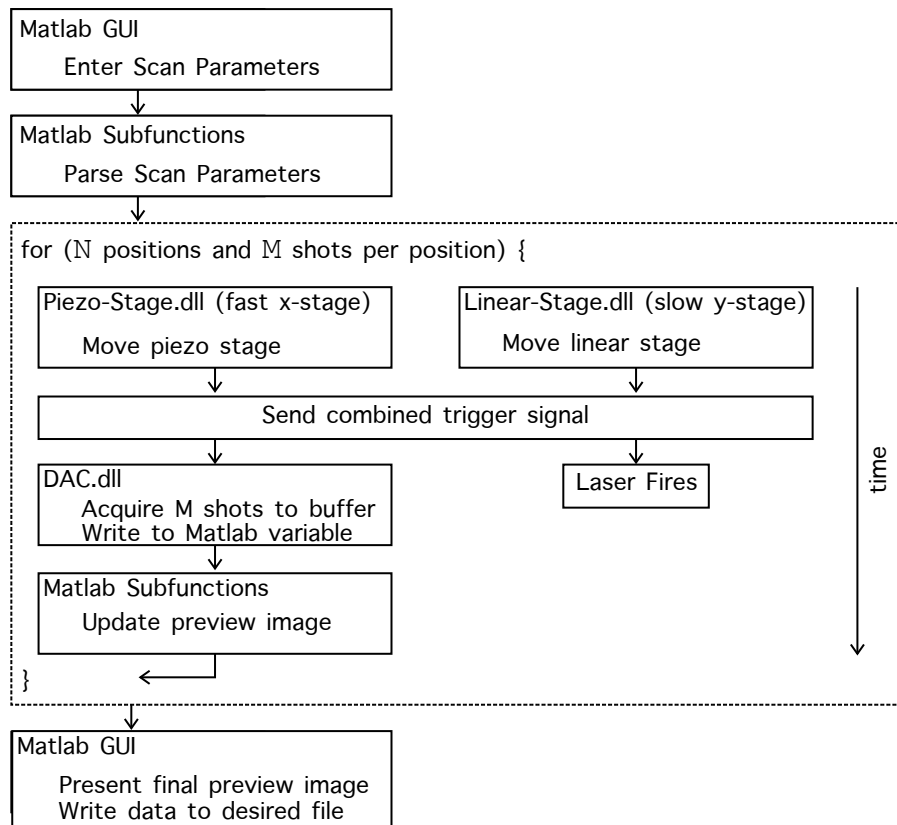 Matlab GUI
Enter Scan Parameters
Matlab Subfunctions
Parse Scan Parameters
for (N positions and M shots per position) {
Piezo-Stage.dll (fast x-stage)
Move piezo stage
Linear-Stage.dll (slow y-stage)
Move linear stage
Send combined trigger signal
DAC.dll
Acquire M shots to buffer
Write to Matlab variable
Laser Fires
time
Matlab Subfunctions
Update preview image
}
Matlab GUI
Present final preview image
Write data to desired file